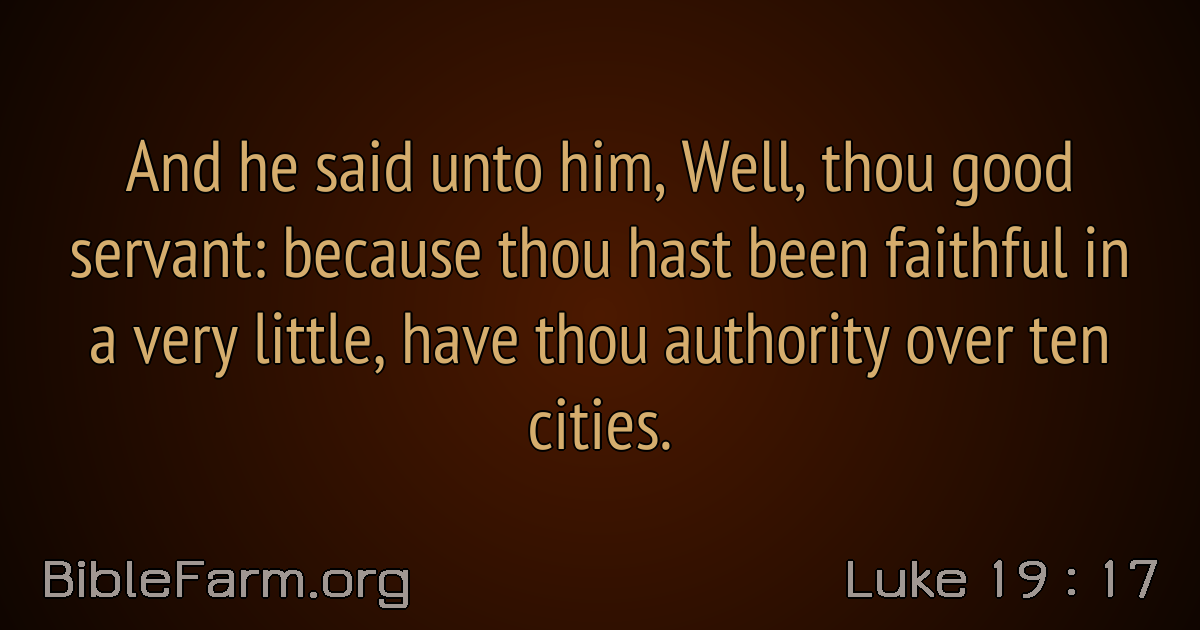 And he said unto him, Well, thou good
servant: because thou hast been faithful in
a very little, have thou authority over ten
cities.
BibleFarm.org
Luke 19 : 17